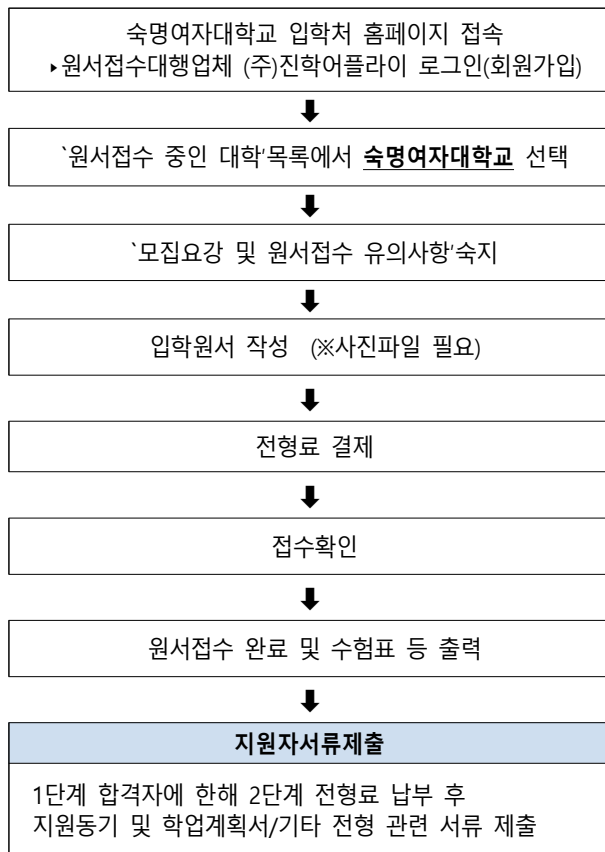 숙명여자대학교 입학처 홈페이지 접속
▸원서접수대행업체 (주)진학어플라이 로그인(회원가입)
`원서접수 중인 대학'목록에서 숙명여자대학교 선택
`모집요강 및 원서접수 유의사항'숙지
입학원서 작성 (※사진파일 필요)
전형료 결제
접수확인
원서접수 완료 및 수험표 등 출력
지원자서류제출
1단계 합격자에 한해 2단계 전형료 납부 후
지원동기 및 학업계획서/기타 전형 관련 서류 제출